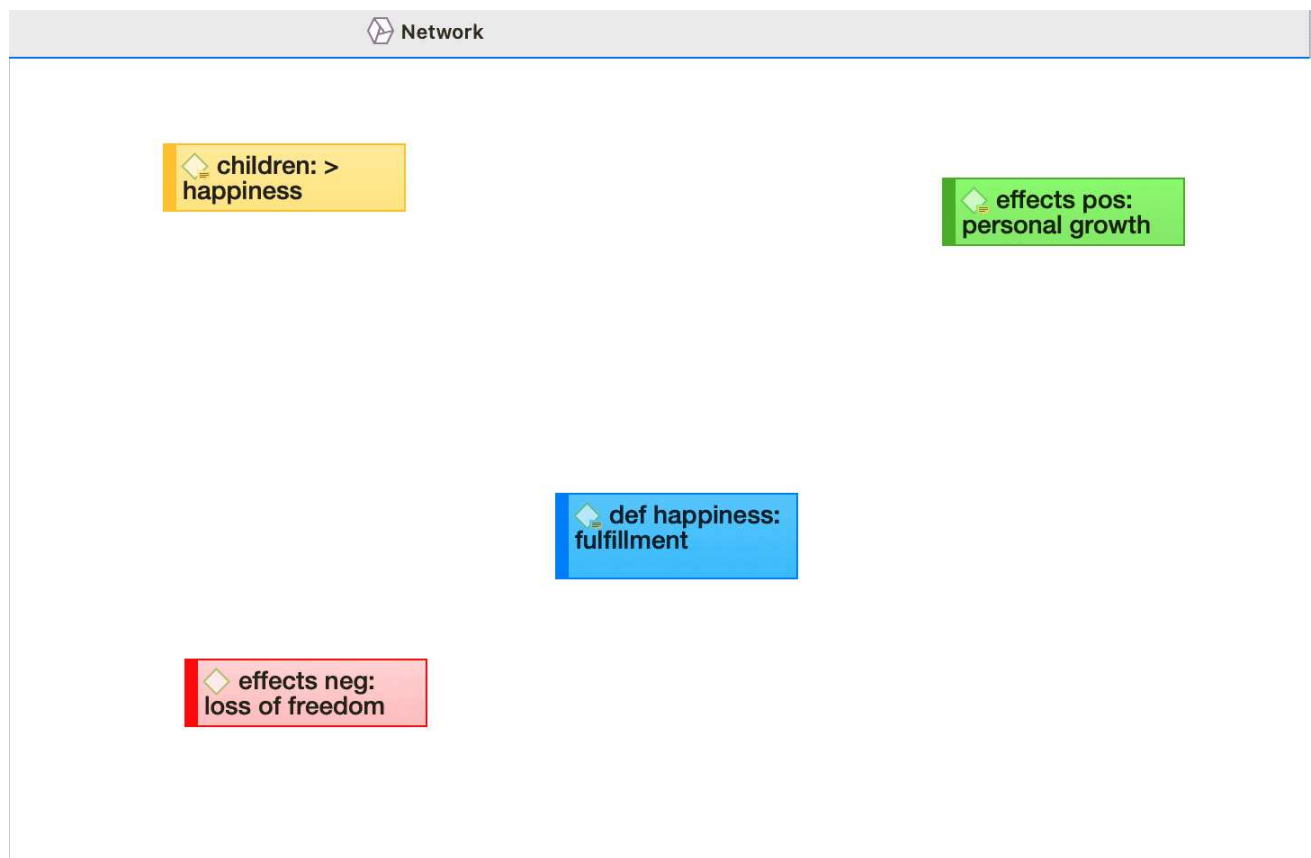 Network
children: >
happiness
effects pos:
personal growth
def happiness:
fulfillment
effects neg:
loss of freedom